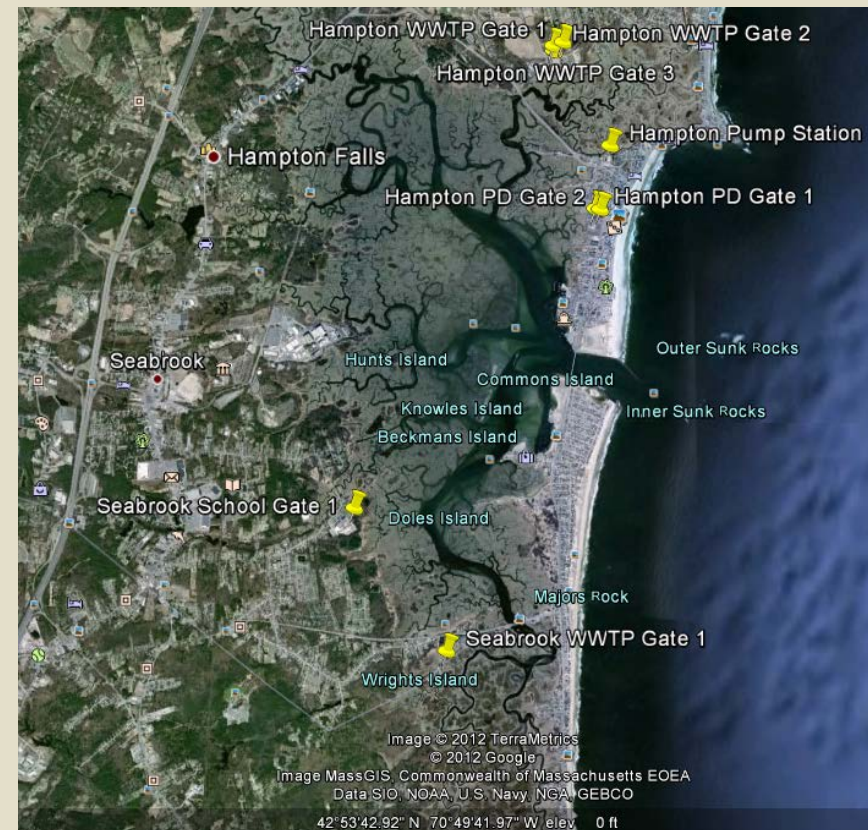 Hampton WWTP Gate 1
Hampton WWTP Gate 2
Hampton WWTP Gate 3
Hampton Pump Station
Hampton Falls
Hampton PD Gate 2
Hampton PD Gate 1
Outer Sunk Rocks
Hunts Island
Seabrook
Commons Island
Knowles Island
Inner Sunk Rocks
Beckmans Island
Seabrook School Gate 1
Doles Island
Majors Rock
Seabrook WWTP Gate 1
Wrights Island
Image © 2012 TerraMetrics
© 2012 Google
Image MassGIS, Commonwealth of Massachusetts EOEA
Data SIO, NOAA, U.S. Navy, NGA, GEBCO
42°53'42.92" N 70°49'41.97" W elev 0 ft